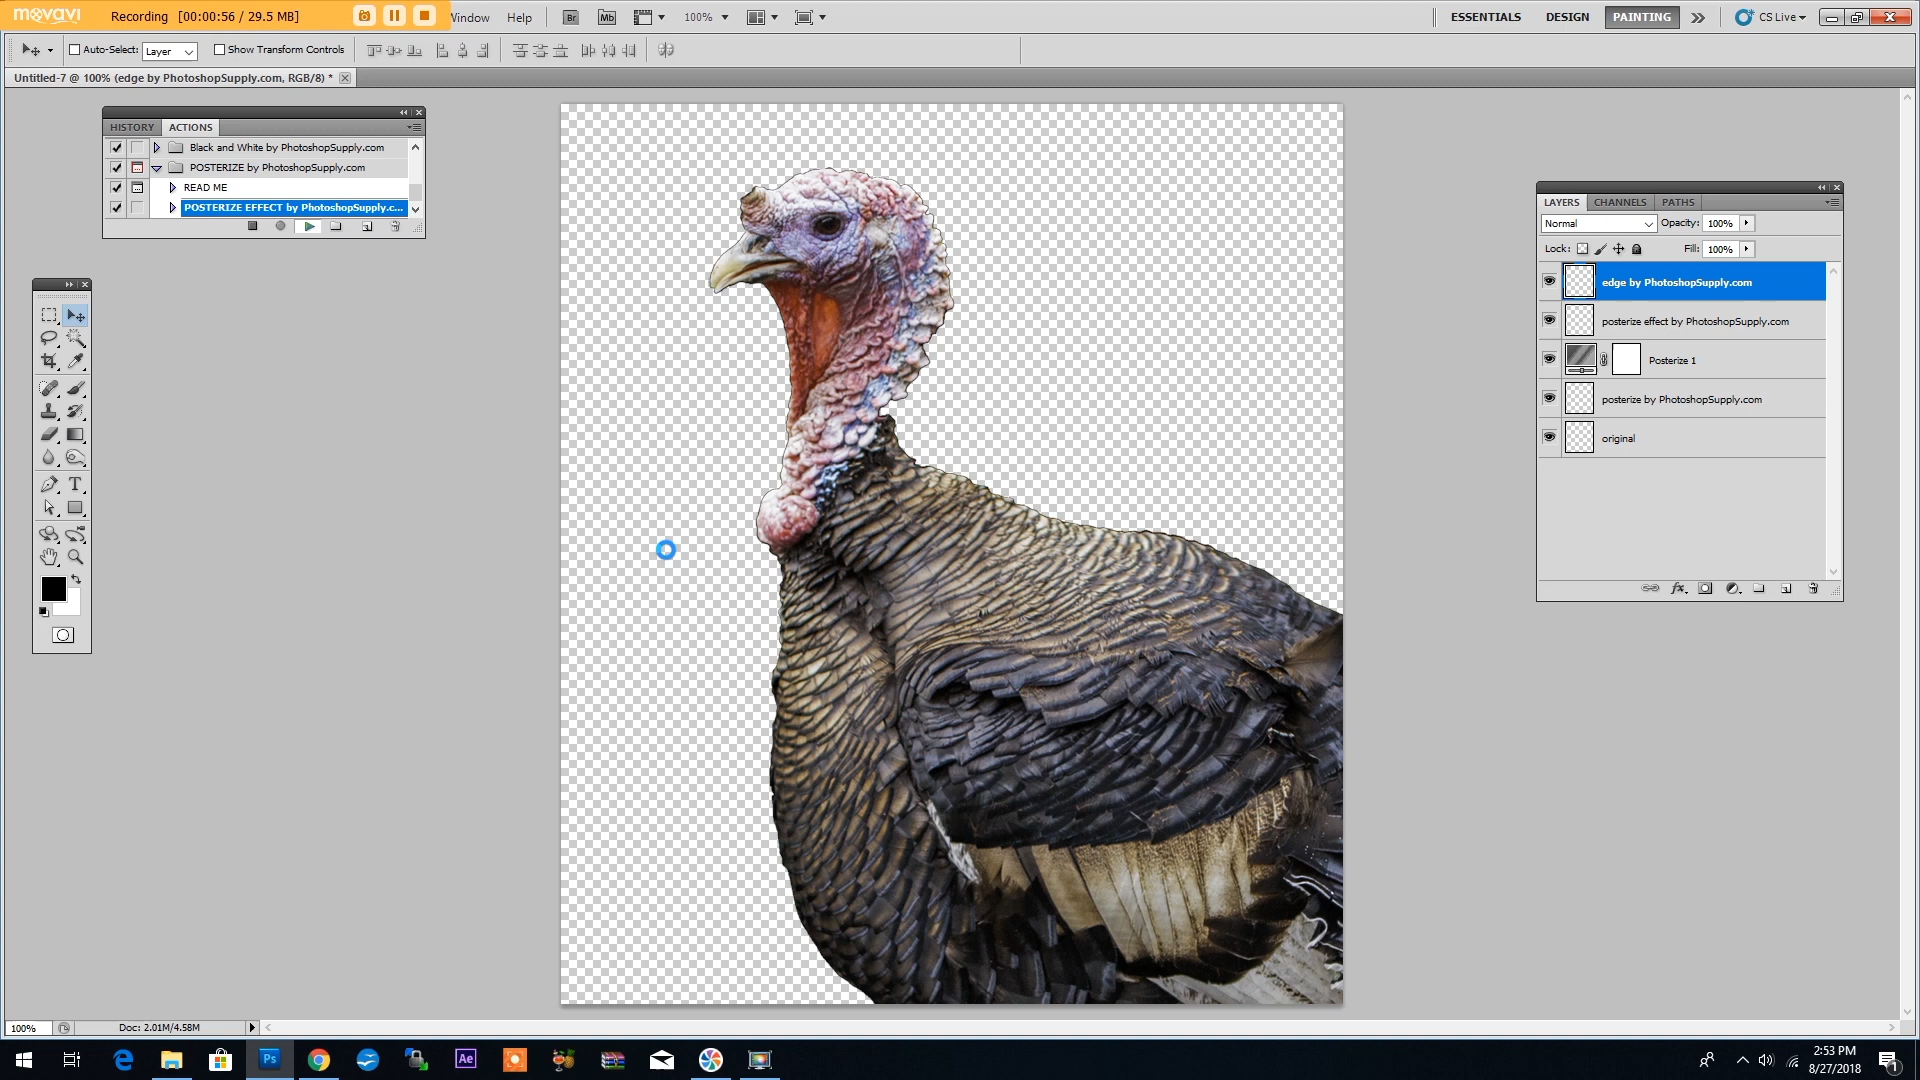 movavi
Recording [00:00:56 / 29.5 MB]
Window
Help
Br
Mb
100%
ESSENTIALS
DESIGN
PAINTING
CS Live
Auto-Select:
Layer
Show Transform Controls
Untitled-7 @ 100% (edge by PhotoshopSupply.com, RGB/8) *
HISTORY
ACTIONS
Black and White by PhotoshopSupply.com
POSTERIZE by PhotoshopSupply.com
READ ME
POSTERIZE EFFECT by PhotoshopSupply.c...
LAYERS
CHANNELS
PATHS
Normal
Opacity: 100%
Lock:
Fill: 100%
edge by PhotoshopSupply.com
posterize effect by PhotoshopSupply.com
Posterize 1
posterize by PhotoshopSupply.com
original
T
fx
100%
Doc: 2.01M/4.58M
Ps
Ae
2:53 PM
8/27/2018
1